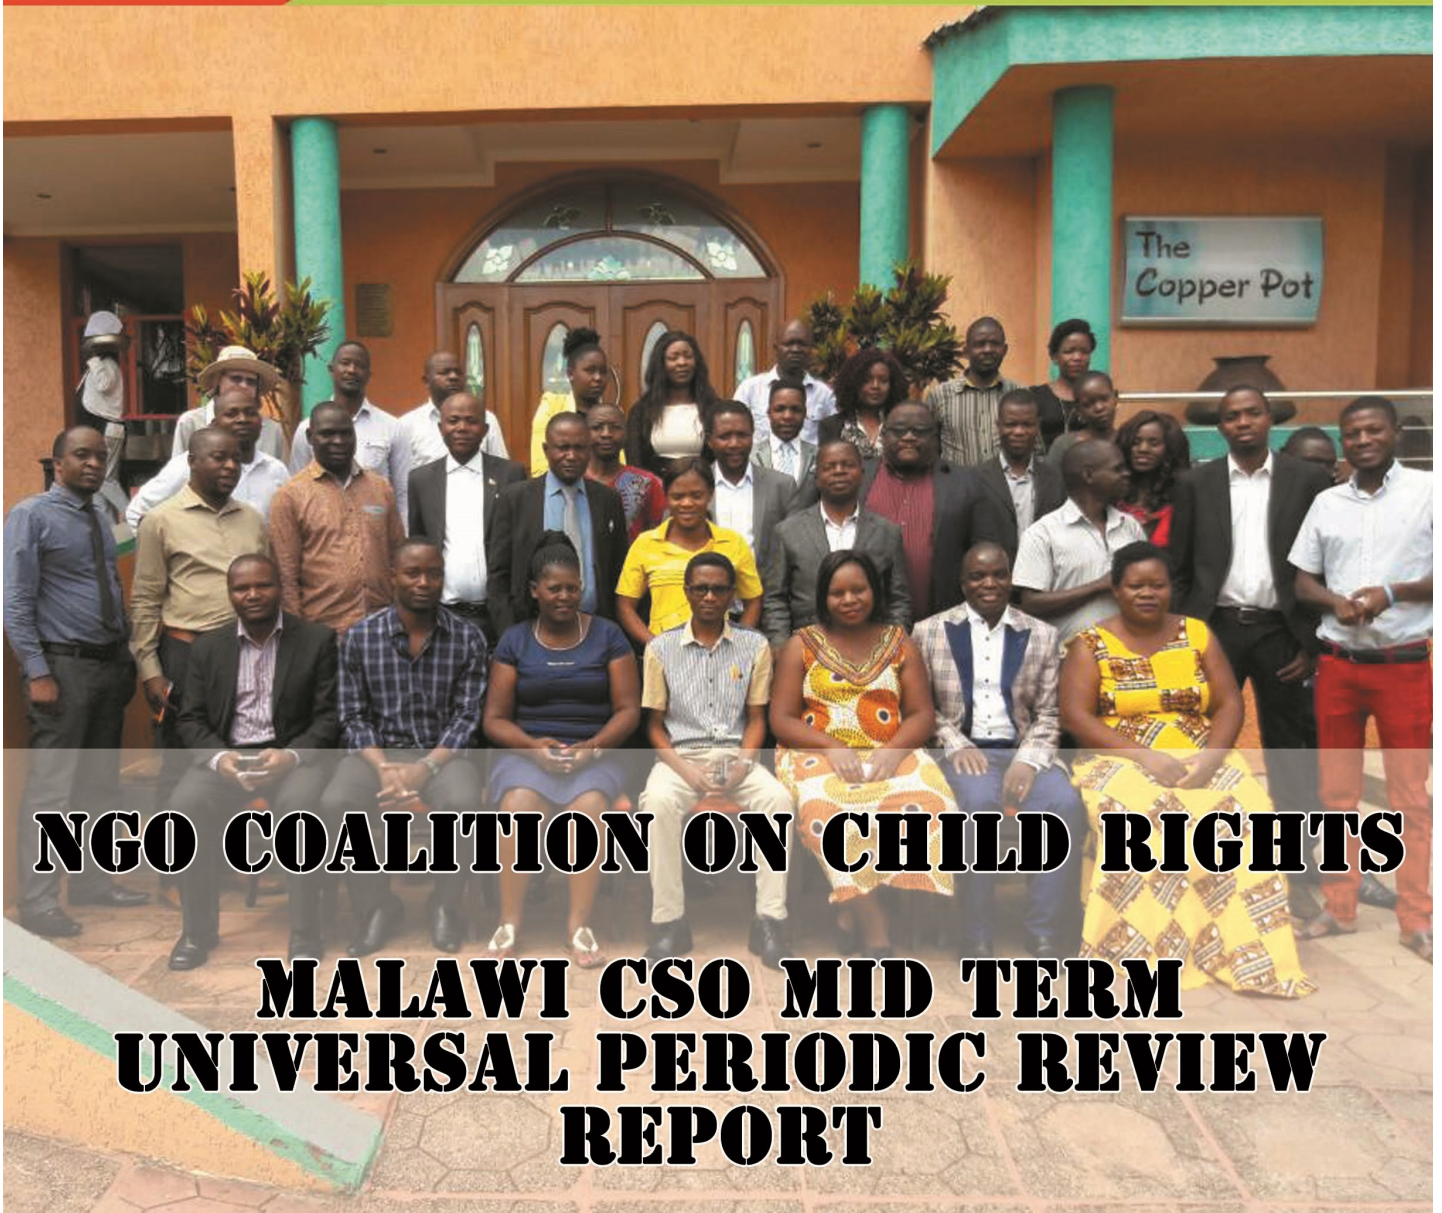 The
Copper Pot
NGO COALITION ON CHILD RIGHTS
MALAWI CSO MID TERM
UNIVERSAL PERIODIC REVIEW
REPORT